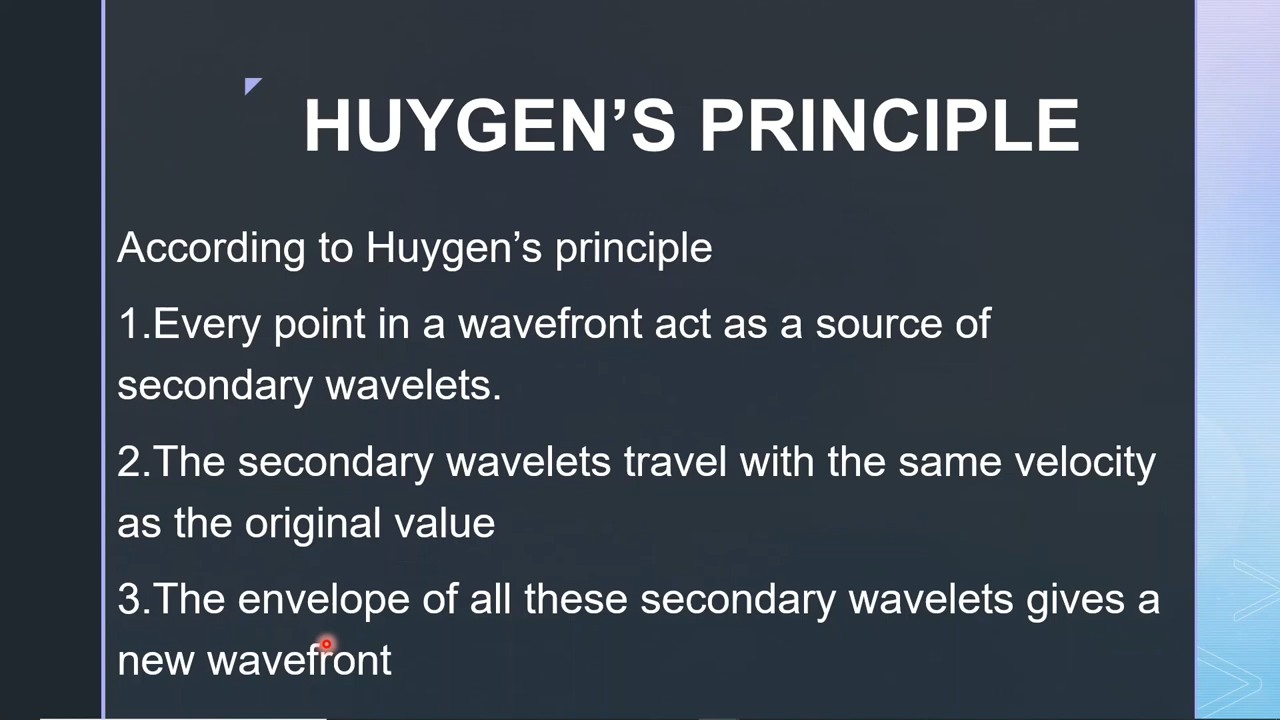 HUYGEN’S PRINCIPLE
According to Huygen’s principle
1.Every point in a wavefront act as a source of
secondary wavelets.
2.The secondary wavelets travel with the same velocity
as the original value
3.The envelope of all these secondary wavelets gives a
new wavefront